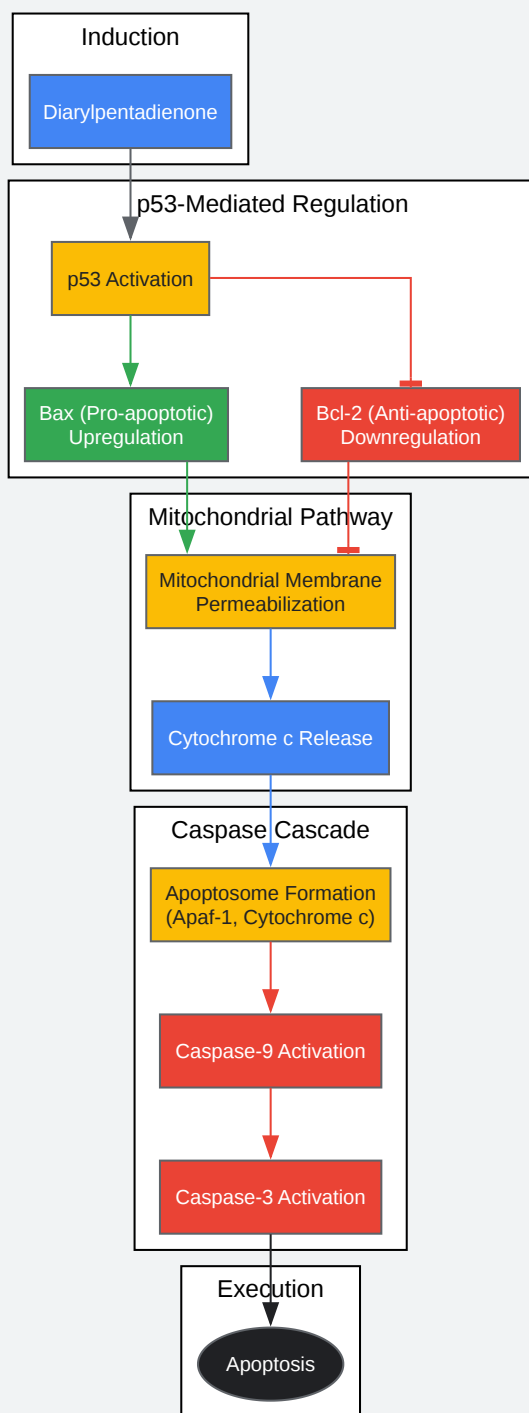 Induction
Diarylpentadienone
p53-Mediated Regulation
p53 Activation
Bax (Pro-apoptotic)
Upregulation
Bcl-2 (Anti-apoptotic)
Downregulation
Mitochondrial Pathway
Mitochondrial Membrane
Permeabilization
Cytochrome c Release
Caspase Cascade
Apoptosome Formation
(Apaf-1, Cytochrome c)
Caspase-9 Activation
Caspase-3 Activation
Execution
Apoptosis